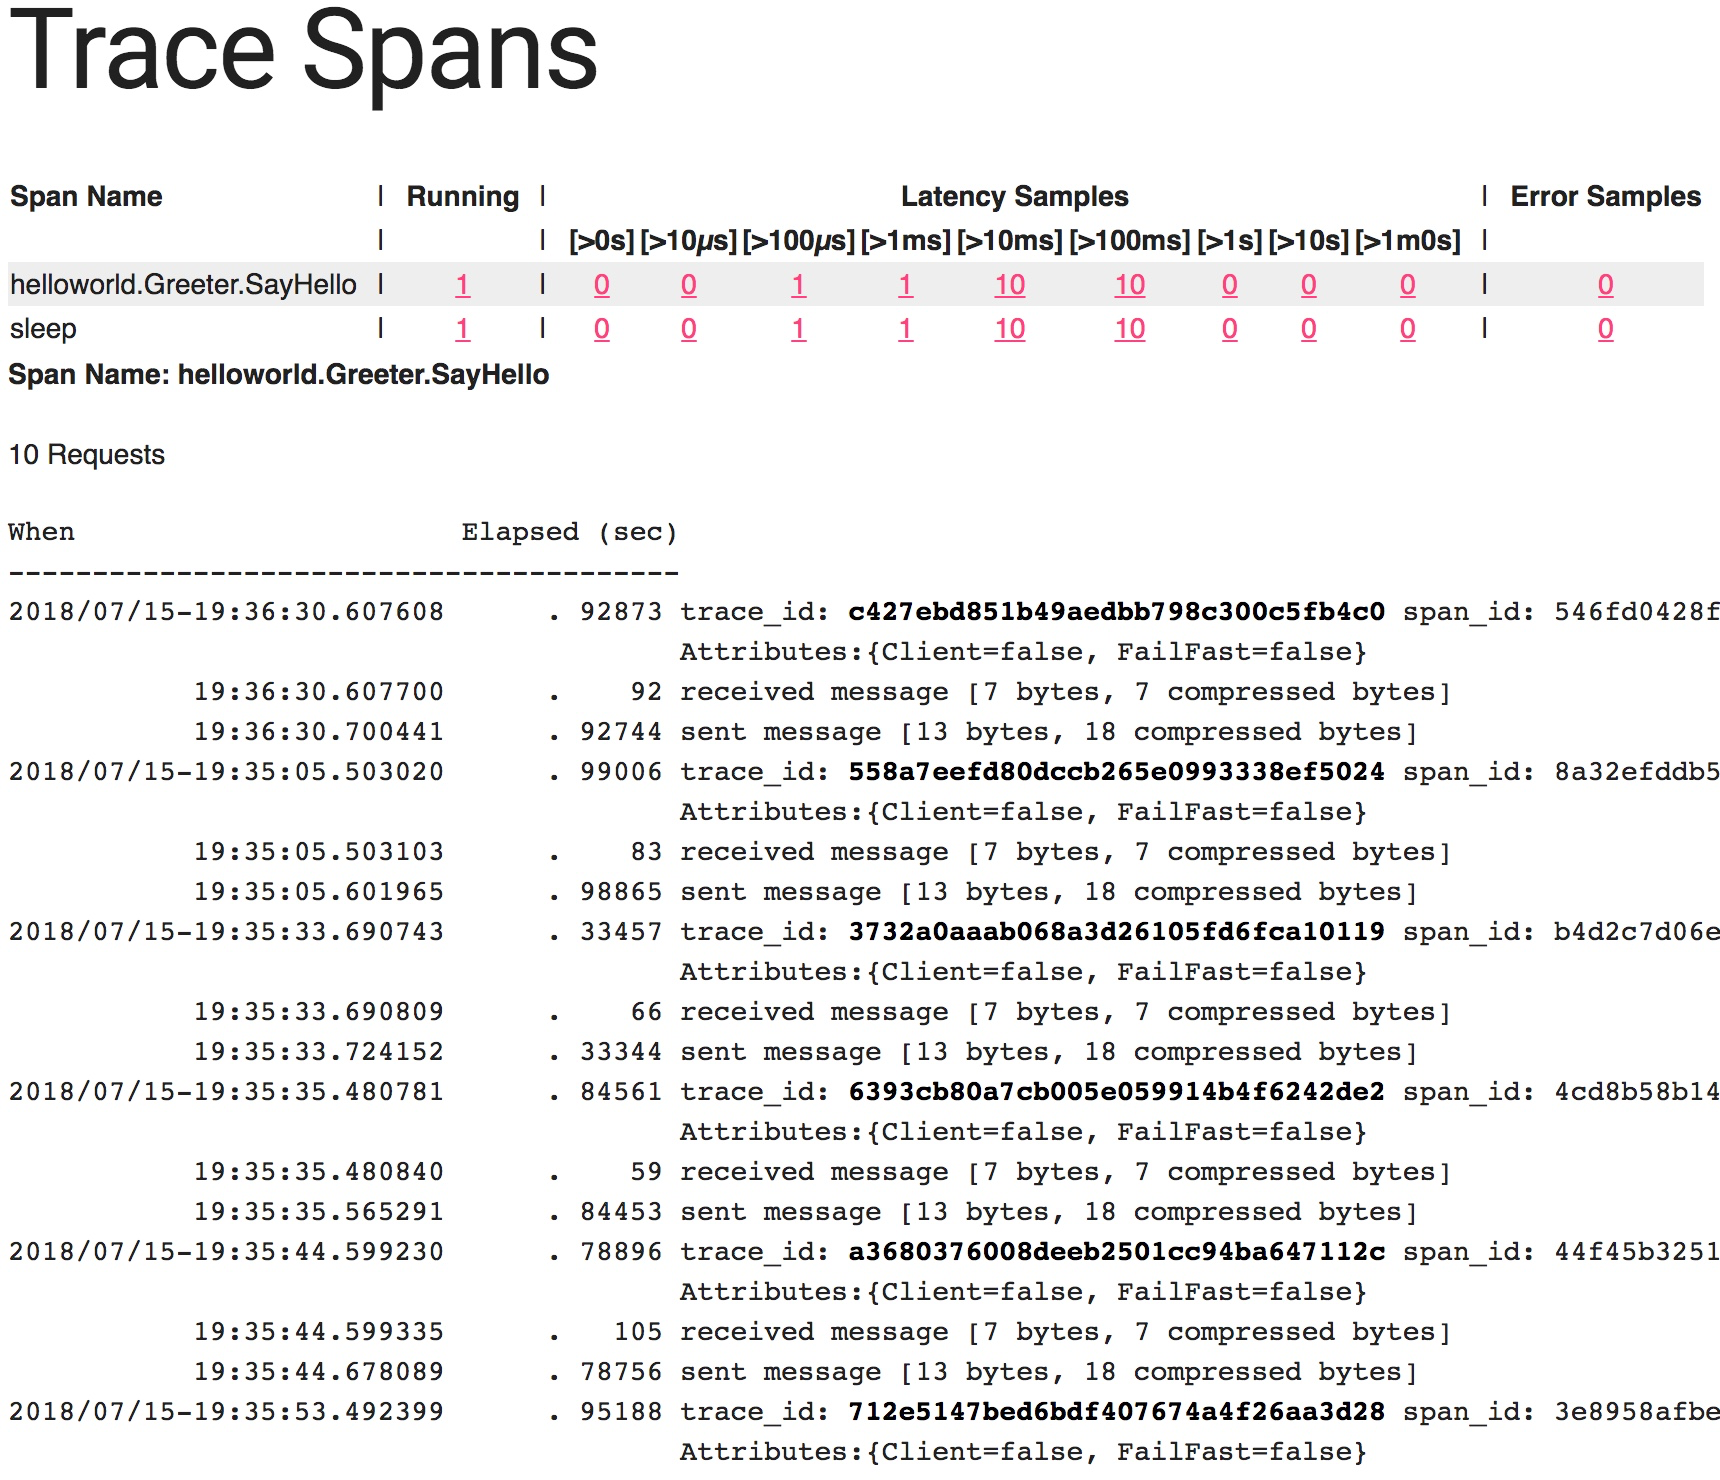 Trace Spans
Span Name | Running | Latency Samples | Error Samples
| | [>0s] [>10µs] [>100µs] [>1ms] [>10ms] [>100ms] [>1s] [>10s] [>1m0s] |
helloworld.Greeter.SayHello | 1 | 0 0 1 1 10 10 0 0 0 | 0
sleep | 1 | 0 0 1 1 10 10 0 0 0 | 0
Span Name: helloworld.Greeter.SayHello
10 Requests
When Elapsed (sec)
----------------------------------------
2018/07/15-19:36:30.607608 . 92873 trace_id: c427ebd851b49aedbb798c300c5fb4c0 span_id: 546fd0428f
Attributes:{Client=false, FailFast=false}
19:36:30.607700 . 92 received message [7 bytes, 7 compressed bytes]
19:36:30.700441 . 92744 sent message [13 bytes, 18 compressed bytes]
2018/07/15-19:35:05.503020 . 99006 trace_id: 558a7eefd80dccb265e0993338ef5024 span_id: 8a32efddb5
Attributes:{Client=false, FailFast=false}
19:35:05.503103 . 83 received message [7 bytes, 7 compressed bytes]
19:35:05.601965 . 98865 sent message [13 bytes, 18 compressed bytes]
2018/07/15-19:35:33.690743 . 33457 trace_id: 3732a0aaab068a3d26105fd6fca10119 span_id: b4d2c7d06e
Attributes:{Client=false, FailFast=false}
19:35:33.690809 . 66 received message [7 bytes, 7 compressed bytes]
19:35:33.724152 . 33344 sent message [13 bytes, 18 compressed bytes]
2018/07/15-19:35:35.480781 . 84561 trace_id: 6393cb80a7cb005e059914b4f6242de2 span_id: 4cd8b58b14
Attributes:{Client=false, FailFast=false}
19:35:35.480840 . 59 received message [7 bytes, 7 compressed bytes]
19:35:35.565291 . 84453 sent message [13 bytes, 18 compressed bytes]
2018/07/15-19:35:44.599230 . 78896 trace_id: a3680376008deeb2501cc94ba647112c span_id: 44f45b3251
Attributes:{Client=false, FailFast=false}
19:35:44.599335 . 105 received message [7 bytes, 7 compressed bytes]
19:35:44.678089 . 78756 sent message [13 bytes, 18 compressed bytes]
2018/07/15-19:35:53.492399 . 95188 trace_id: 712e5147bed6bdf407674a4f26aa3d28 span_id: 3e8958afbe
Attributes:{Client=false, FailFast=false}